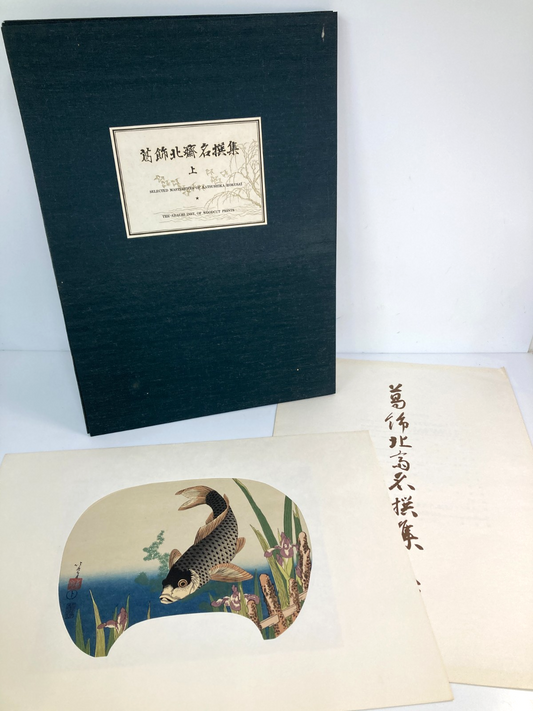 葛飾北齋名撰集
上
SELECTED MASTERPIECES OF KATSUSHIKA HOKUSAI
THE ADACHI INST. OF WOODCUT PRINTS
葛飾北斎名撰集